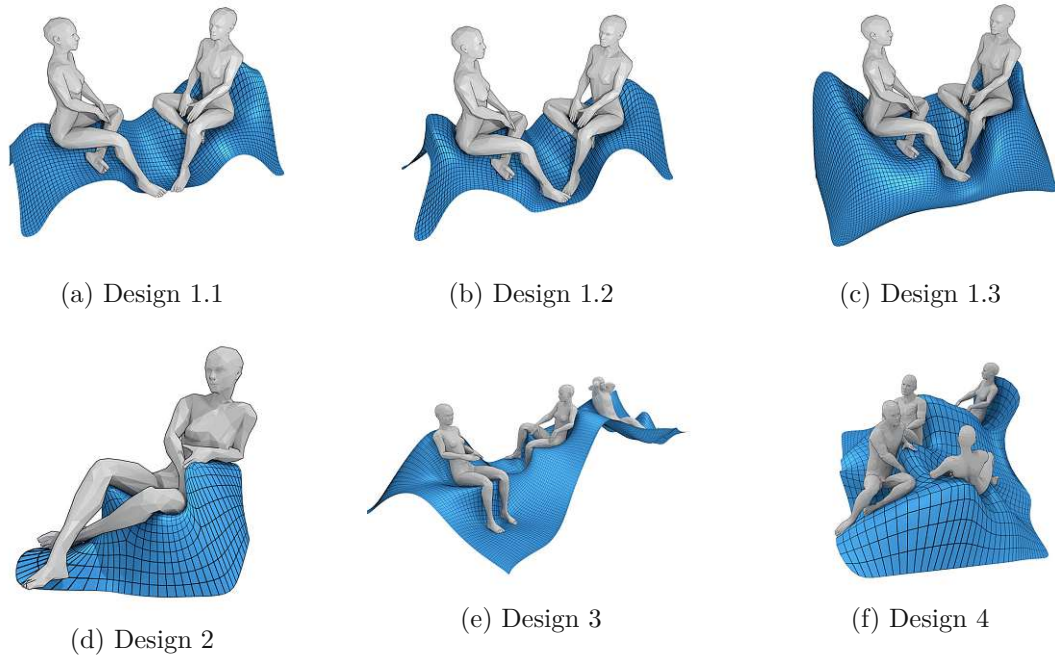 (a) Design 1.1
(b) Design 1.2
(c) Design 1.3
(d) Design 2
(e) Design 3
(f) Design 4